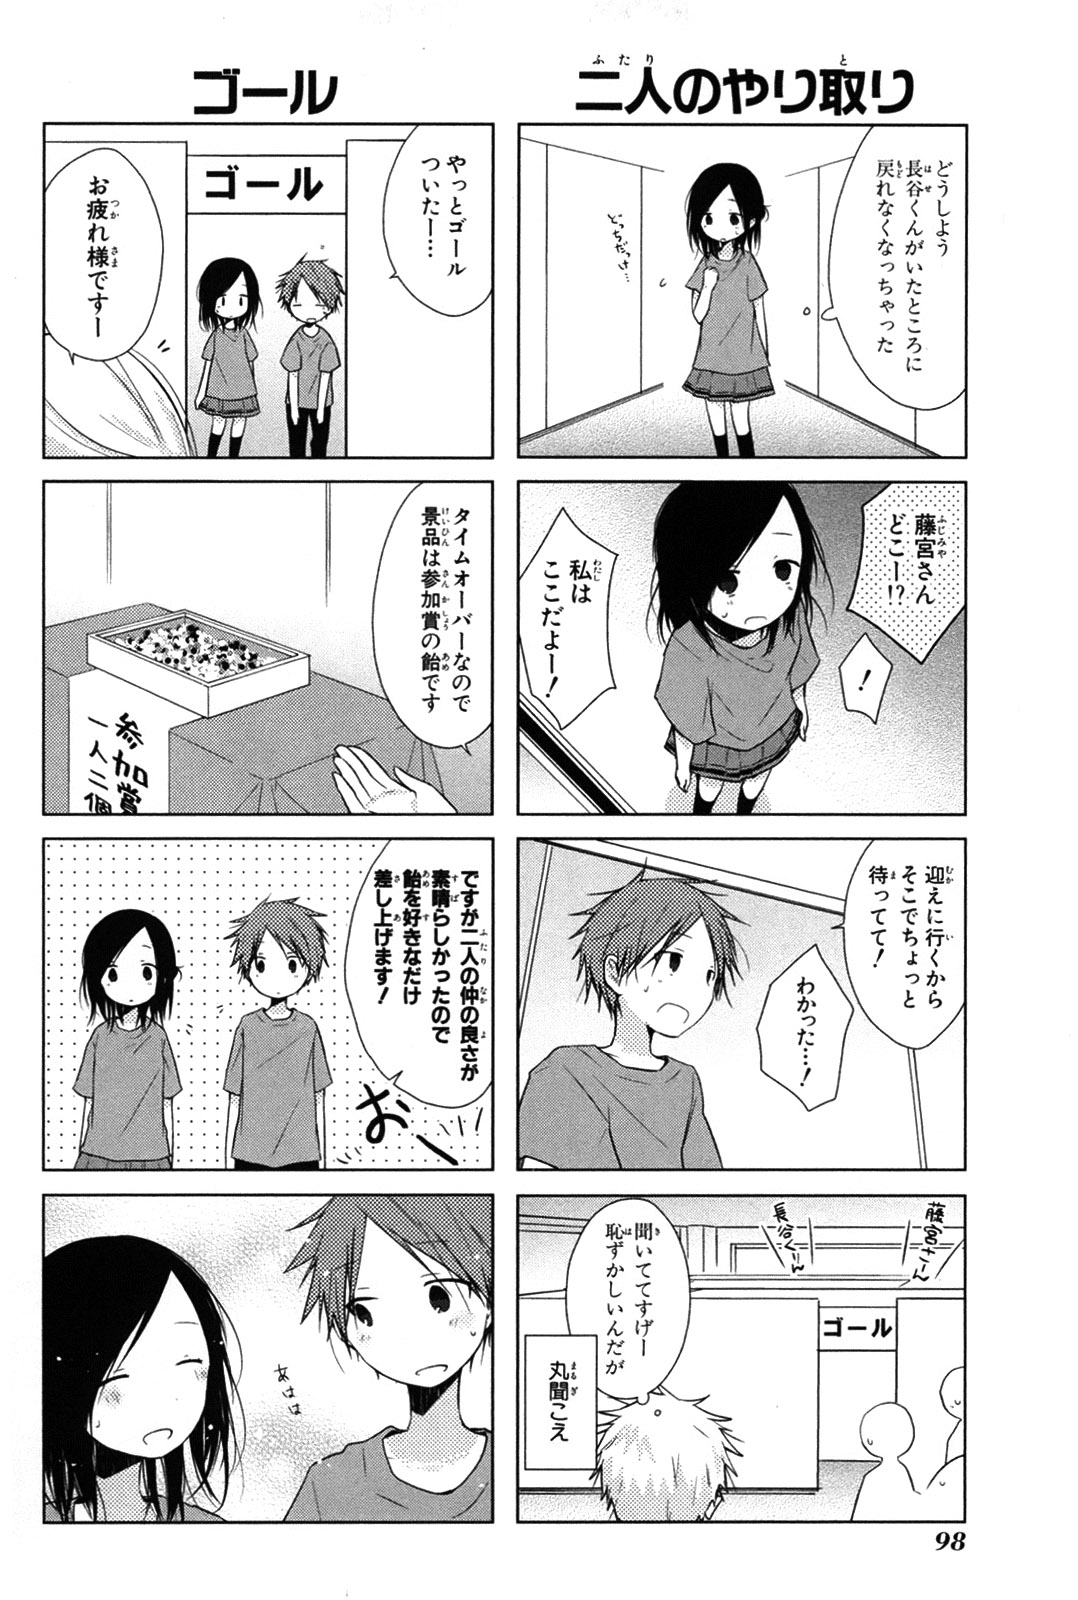 二人のやり取り
どうしよう
長谷くんがいたところに
戻れなくなっちゃった
どっちだっけ…
藤宮さん
どこー!?
!
私は
ここだよー!
迎えに行くから
そこでちょっと
待ってて!
わかった…!
藤宮さーん
長谷くーん
聞いててすげー
恥ずかしいんだが
丸聞こえ
ゴール
ゴール
やっとゴール
ついたー…
ゴール
お疲れ様ですー
タイムオーバーなので
景品は参加賞の飴です
参加賞
一人二個
ですが二人の仲の良さが
素晴らしかったので
飴を好きなだけ
差し上げます!
おー
あはは
98